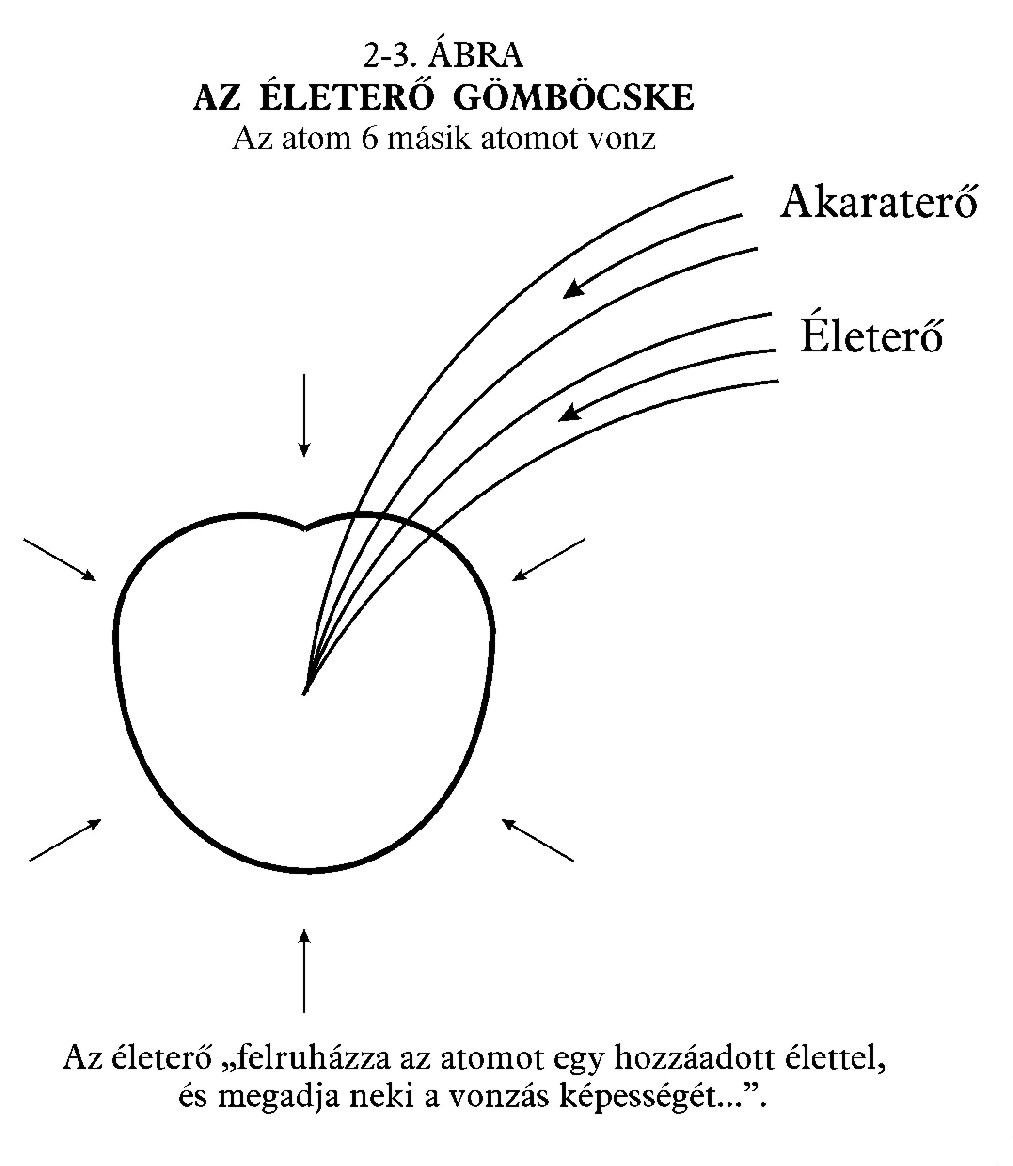 2-3. ÁBRA
AZ ÉLETERŐ GÖMBÖCSKE
Az atom 6 másik atomot vonz
Akaraterő
Életerő
Az életerő „felruházza az atomot egy hozzáadott élettel,
és megadja neki a vonzás képességét...”.